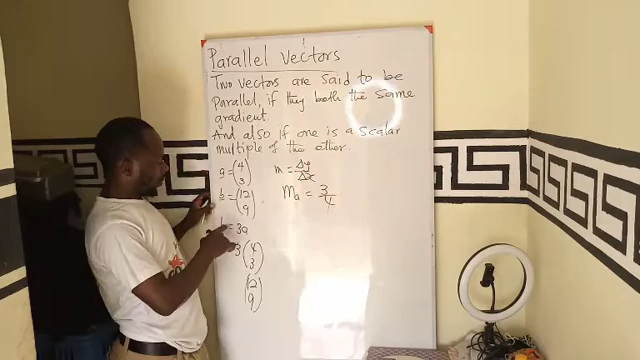 Parallel Vectors
Two vectors are said to be
Parallel, if they both the same
gradient.
And also if one is a scalar
multiple of the other.
a = (4 3)
m = Δy/Δx
b = (12 9)
Ma = 3/4
b = 3a
3 (4 3)
(12 9)